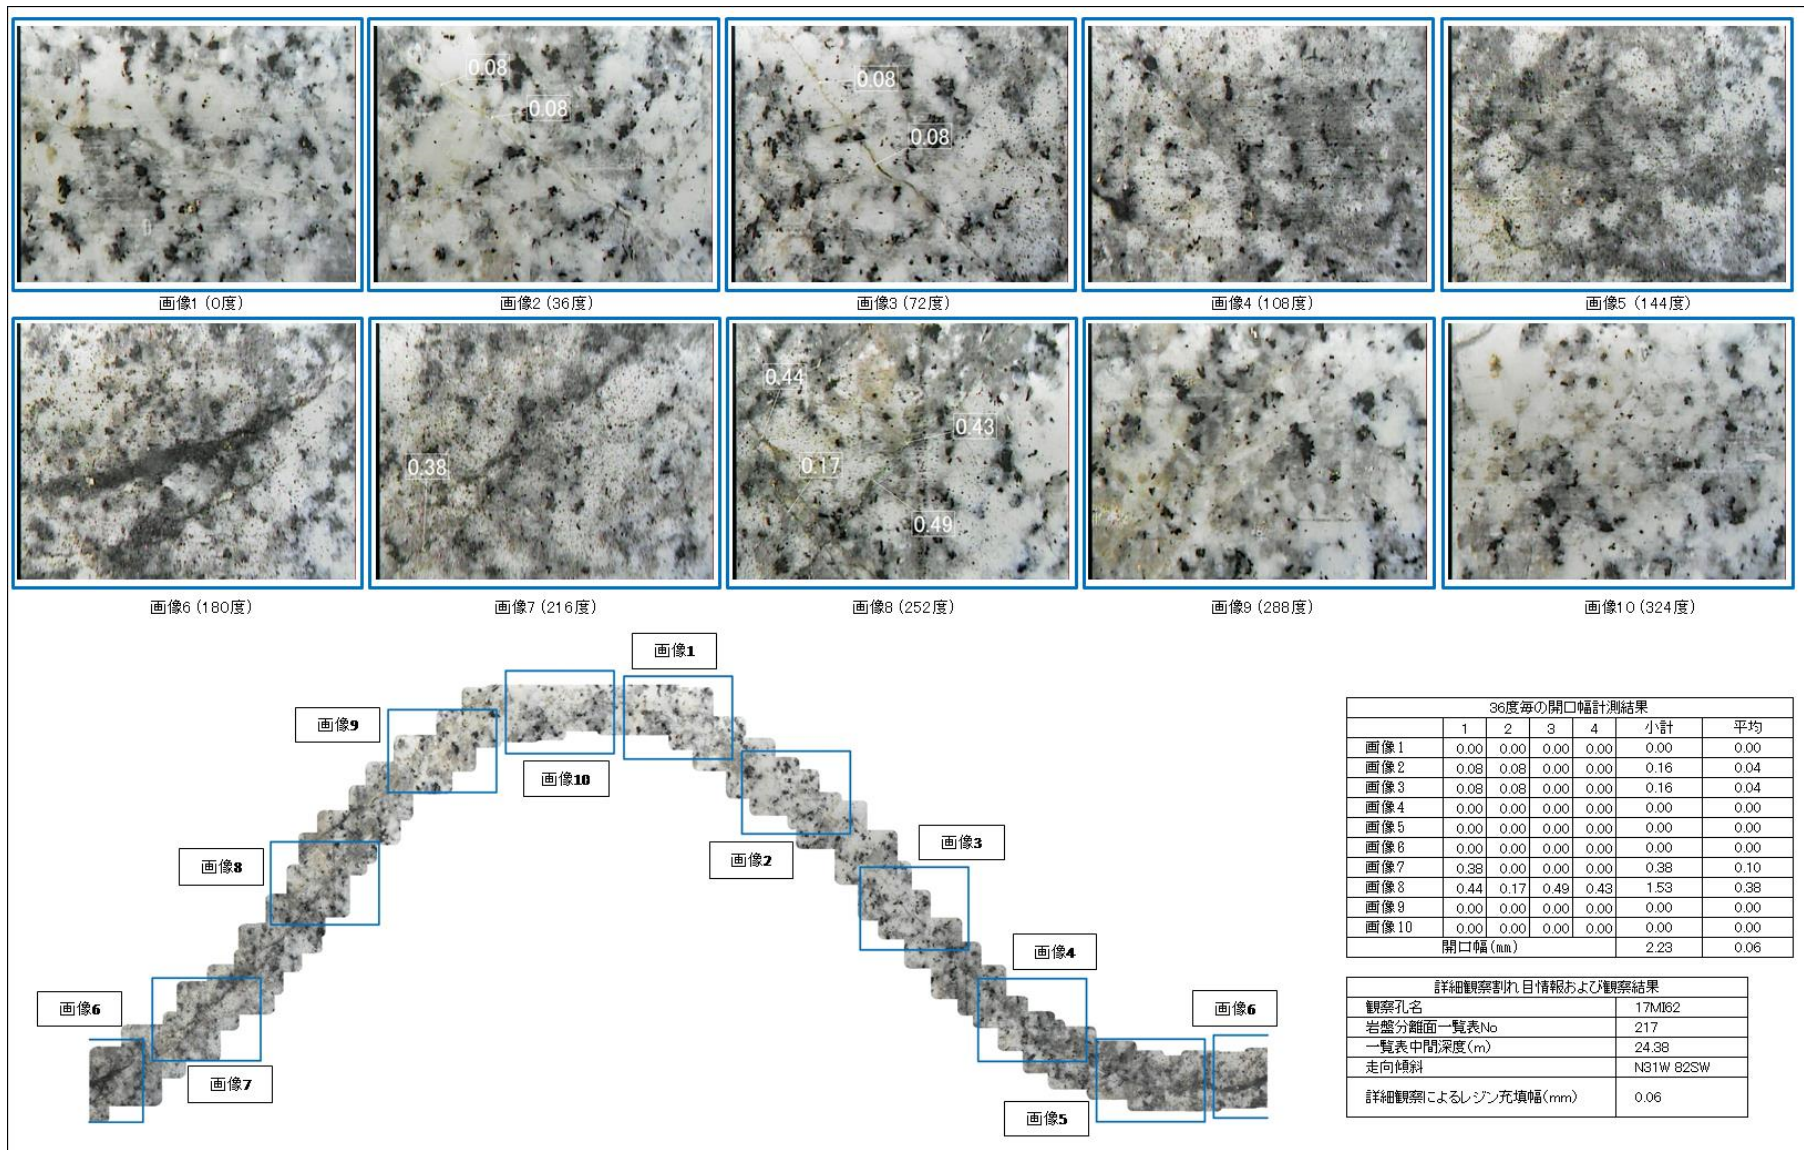 0.08
0.08
0.08
0.08
0
画像1 (0度)
画像2 (36度)
画像3 (72度)
画像4 (108度)
画像5 (144度)
0.38
0.44
0.43
0.17
0.49
画像6 (180度)
画像7 (216度)
画像8 (252度)
画像9 (288度)
画像10 (324度)
画像1
画像9
画像10
画像2
画像3
画像8
画像4
画像6
画像6
画像7
画像5
36度毎の開口幅計測結果
1 2 3 4 小計 平均
画像1 0.00 0.00 0.00 0.00 0.00 0.00
画像2 0.08 0.08 0.00 0.00 0.16 0.04
画像3 0.08 0.08 0.00 0.00 0.16 0.04
画像4 0.00 0.00 0.00 0.00 0.00 0.00
画像5 0.00 0.00 0.00 0.00 0.00 0.00
画像6 0.00 0.00 0.00 0.00 0.00 0.00
画像7 0.38 0.00 0.00 0.00 0.38 0.10
画像8 0.44 0.17 0.49 0.43 1.53 0.38
画像9 0.00 0.00 0.00 0.00 0.00 0.00
画像10 0.00 0.00 0.00 0.00 0.00 0.00
開口幅(mm) 2.23 0.06
詳細観察割れ目情報および観察結果
観察孔名 17MI62
岩盤分離面一覧表No 217
一覧表中間深度(m) 24.38
走向傾斜 N31W 82SW
詳細観察によるレジン充填幅(mm) 0.06